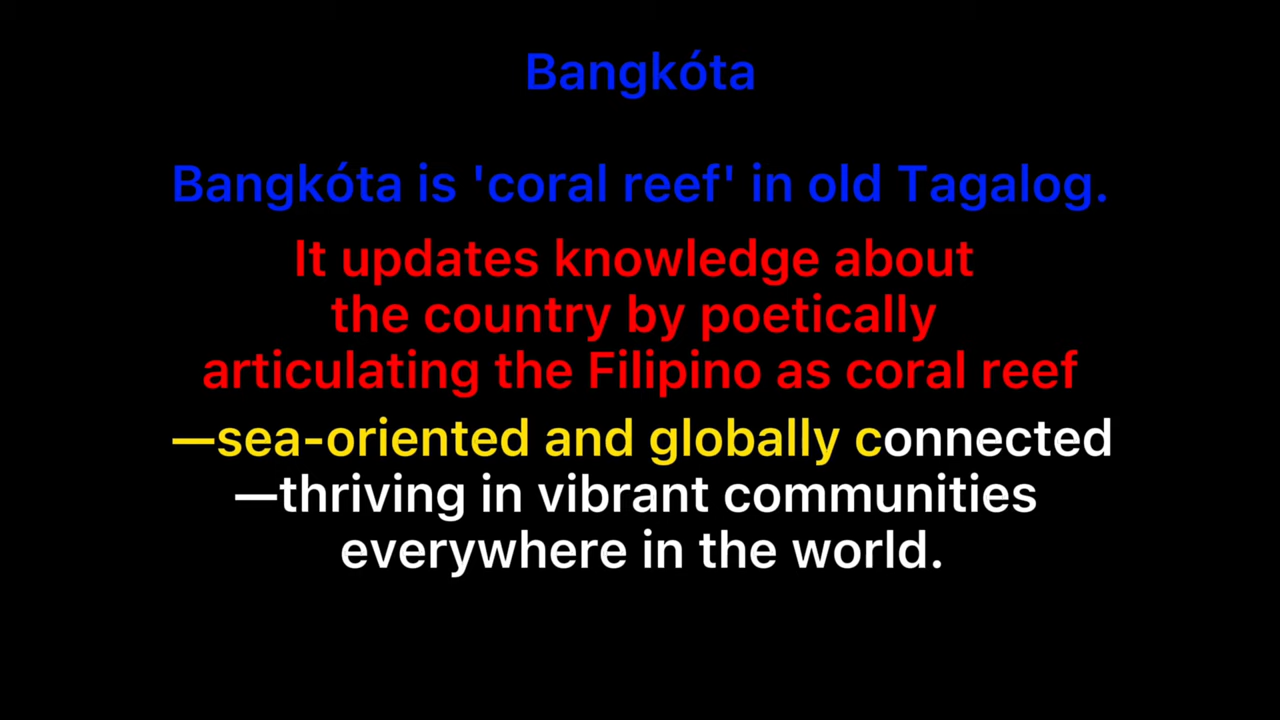 Bangkóta
Bangkóta is 'coral reef' in old Tagalog.
It updates knowledge about
the country by poetically
articulating the Filipino as coral reef
—sea-oriented and globally connected
—thriving in vibrant communities
everywhere in the world.